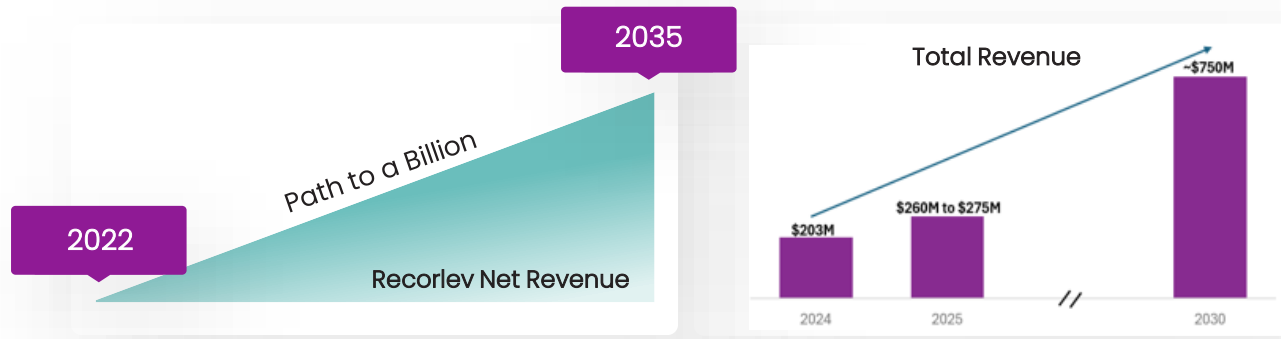 2022
Path to a Billion
2035
Recorlev Net Revenue
Total Revenue
$203M
$260M to $275M
~$750M
2024
2025
//
2030